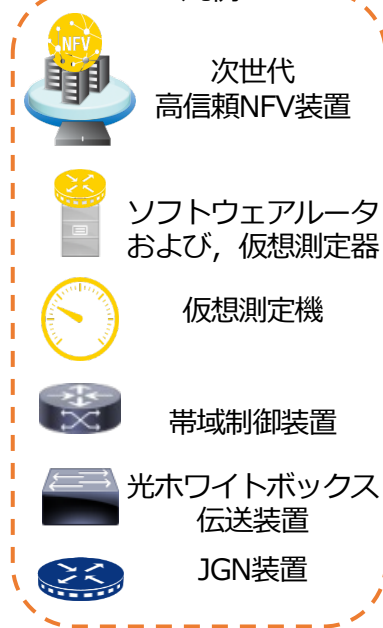 NFV
次世代
高信頼NFV装置
ソフトウェアルータ
および，仮想測定器
仮想測定機
帯域制御装置
光ホワイトボックス
伝送装置
JGN装置